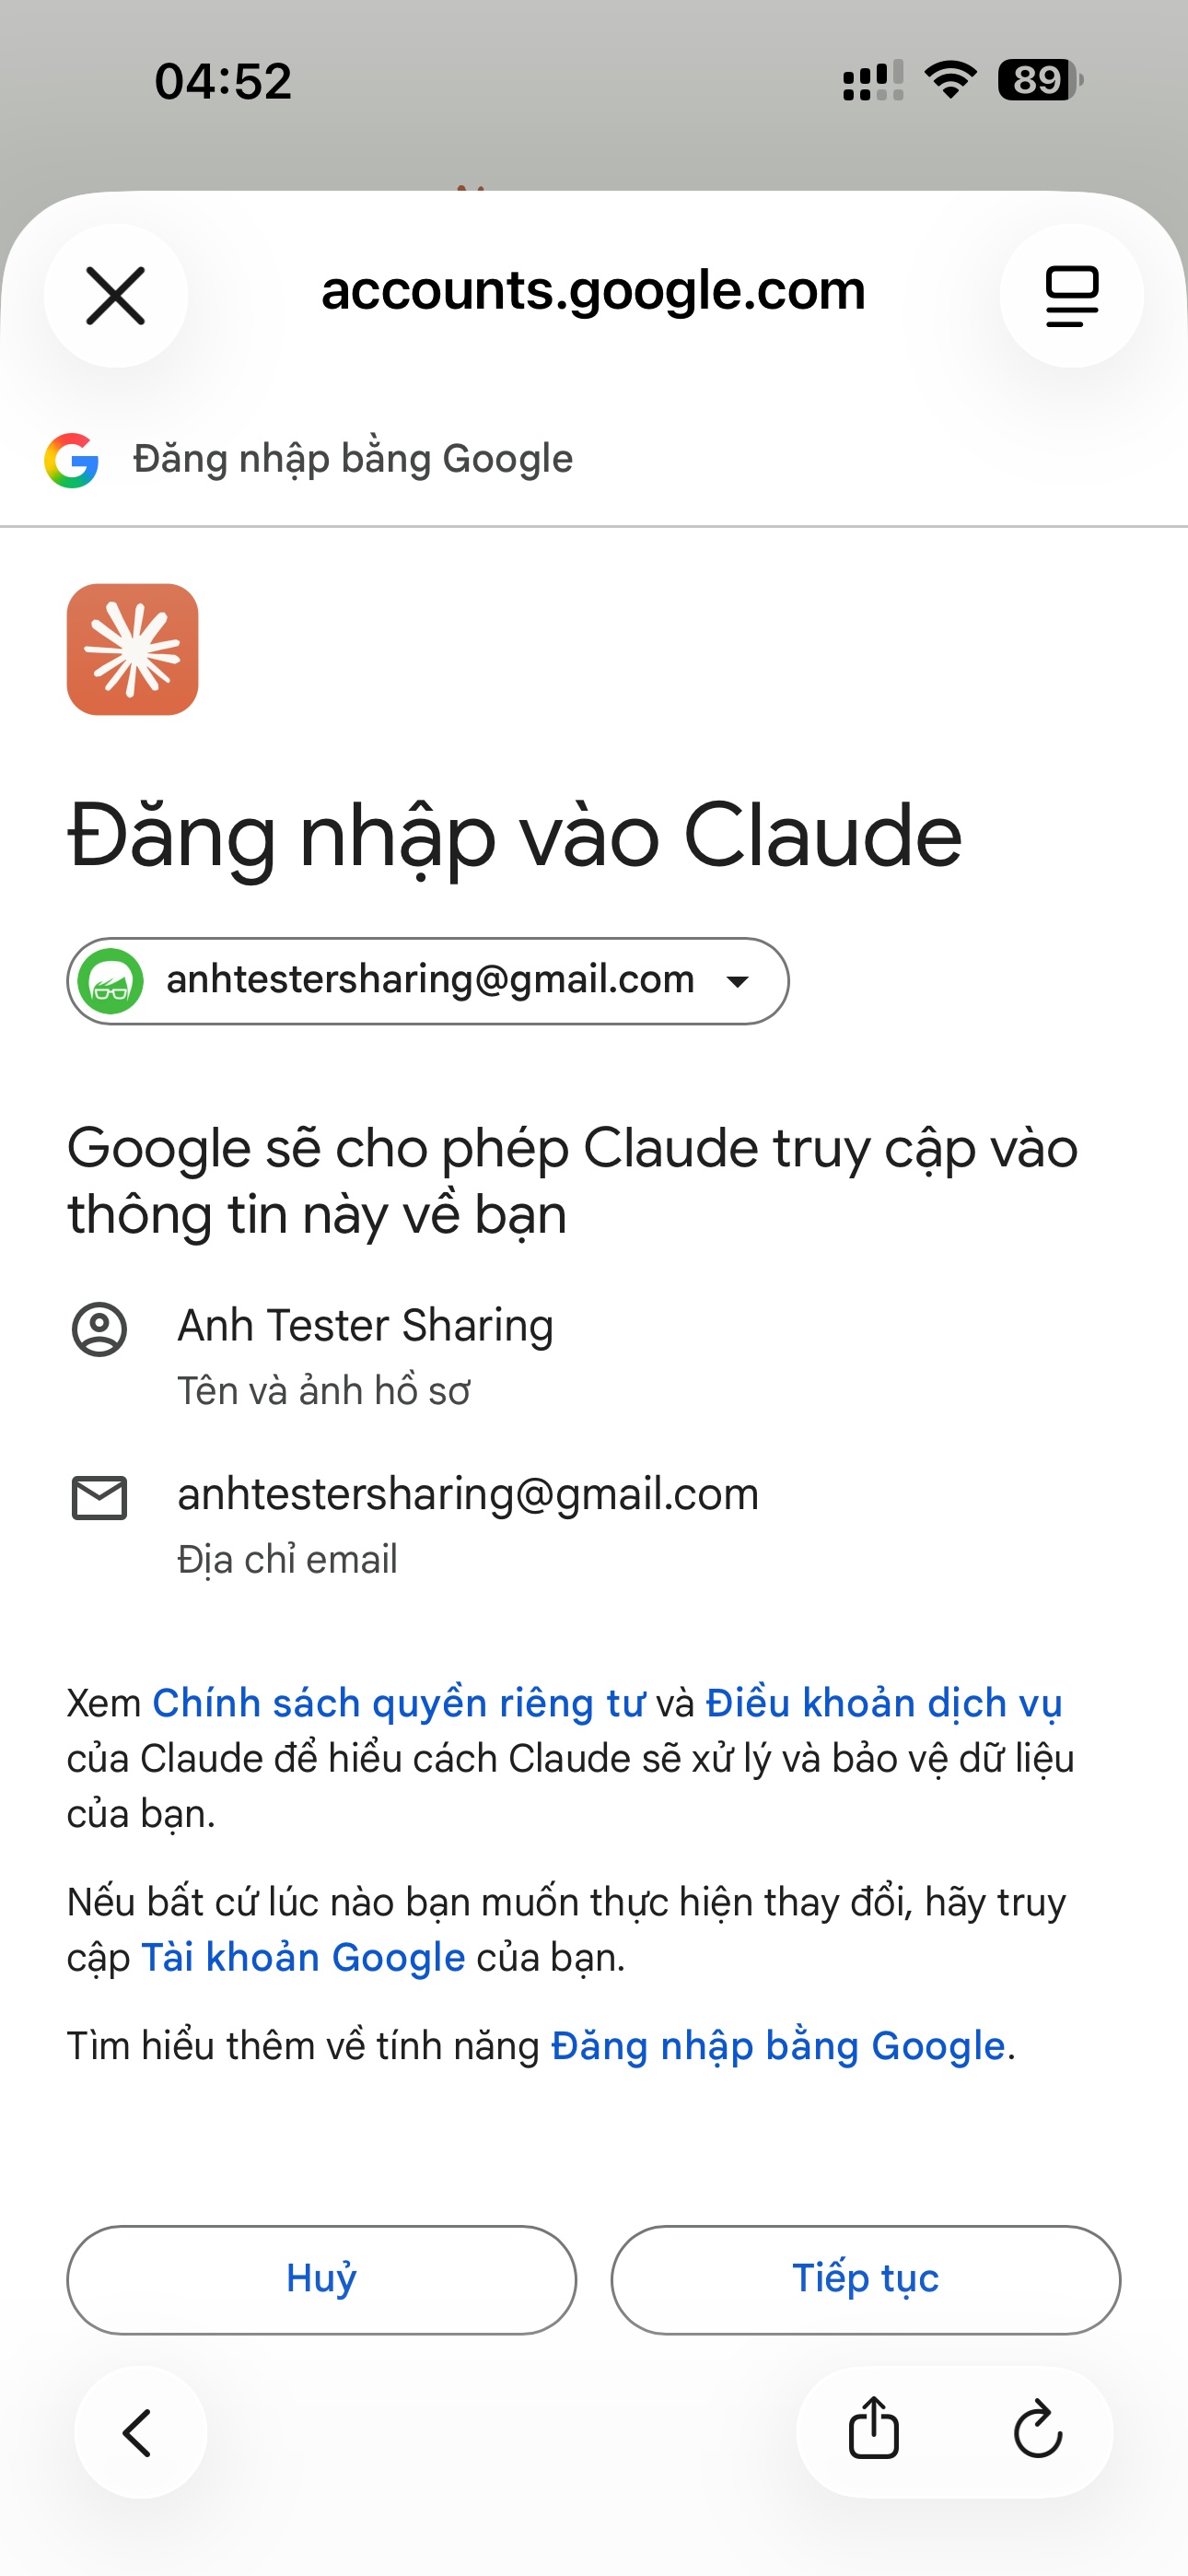 04:52
89
accounts.google.com
Đăng nhập bằng Google
Đăng nhập vào Claude
anhtestersharing@gmail.com
Google sẽ cho phép Claude truy cập vào
thông tin này về bạn
Anh Tester Sharing
Tên và ảnh hồ sơ
anhtestersharing@gmail.com
Địa chỉ email
Xem Chính sách quyền riêng tư và Điều khoản dịch vụ
của Claude để hiểu cách Claude sẽ xử lý và bảo vệ dữ liệu
của bạn.
Nếu bất cứ lúc nào bạn muốn thực hiện thay đổi, hãy truy
cập Tài khoản Google của bạn.
Tìm hiểu thêm về tính năng Đăng nhập bằng Google.
Huỷ
Tiếp tục